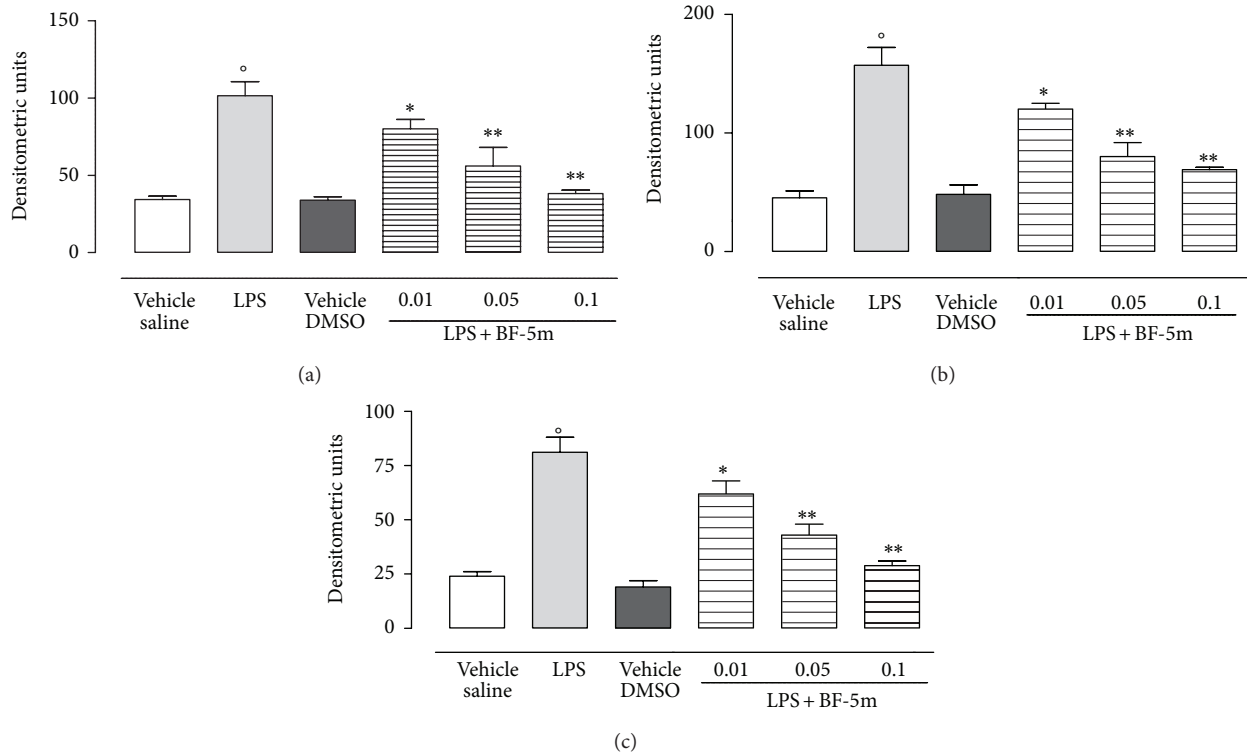 Densitometric units
150
100
50
0
°
*
**
**
Vehicle saline
LPS
Vehicle DMSO
0.01
0.05
0.1
LPS + BF-5m
(a)
Densitometric units
200
100
0
°
*
**
**
Vehicle saline
LPS
Vehicle DMSO
0.01
0.05
0.1
LPS + BF-5m
(b)
Densitometric units
100
75
50
25
0
°
*
**
**
Vehicle saline
LPS
Vehicle DMSO
0.01
0.05
0.1
LPS + BF-5m
(c)